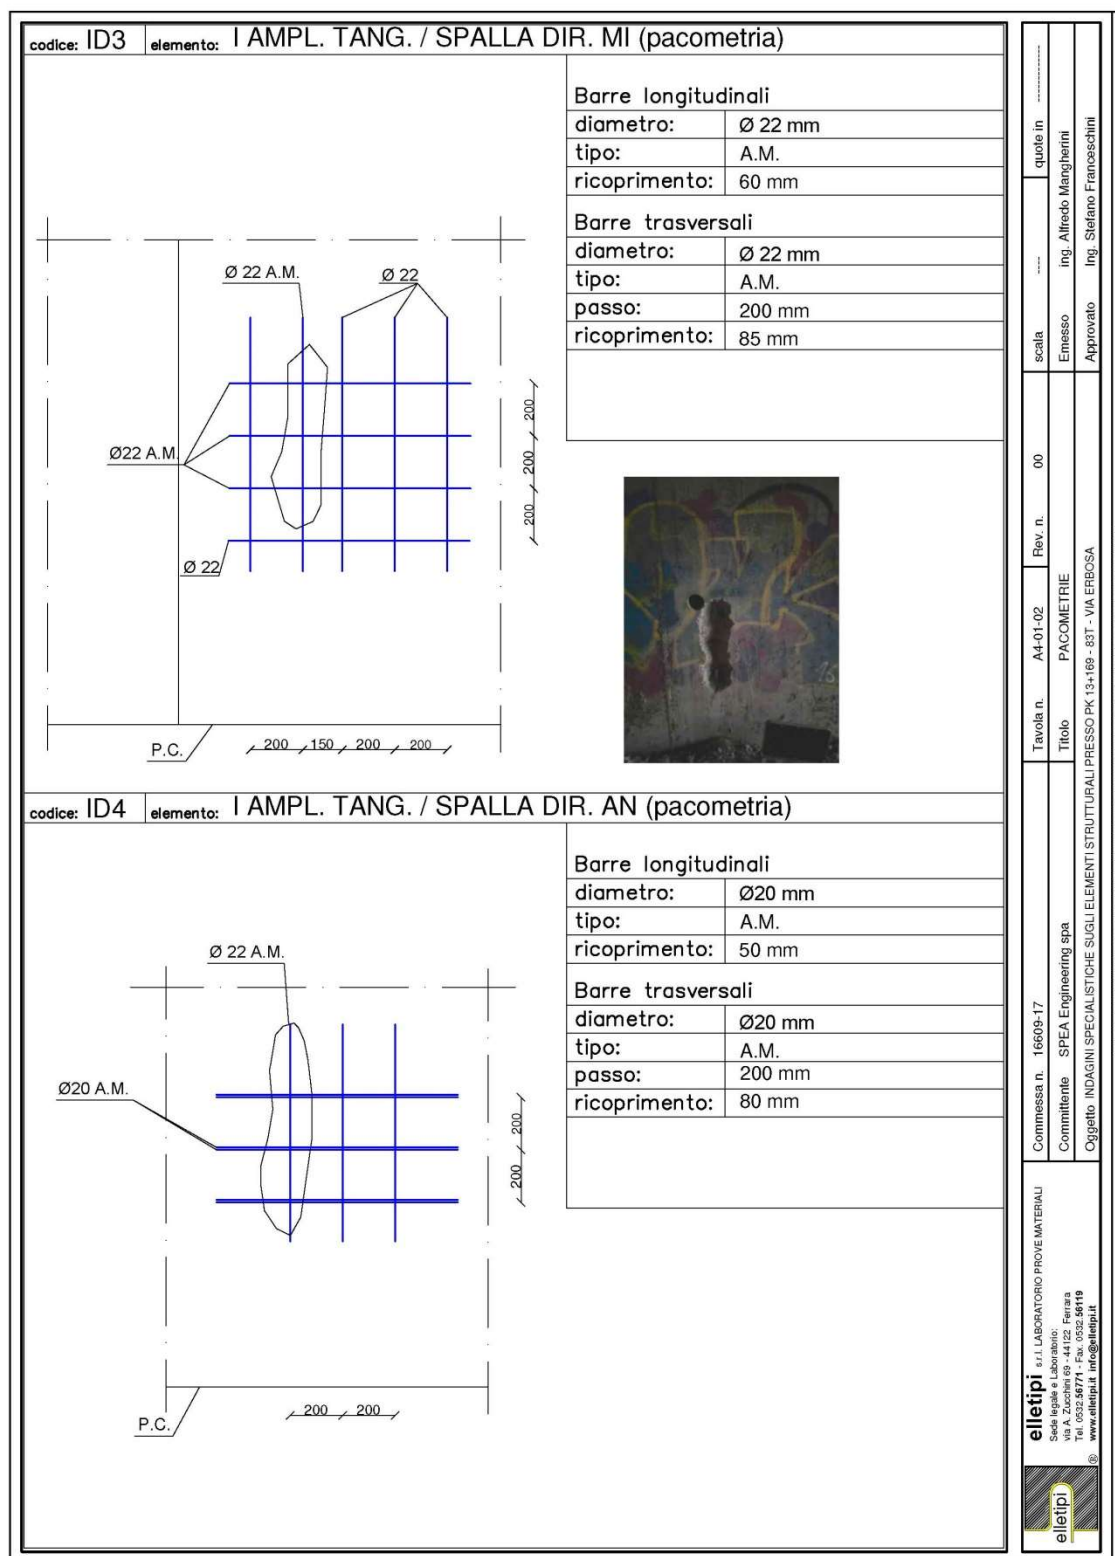 codice: ID3 elemento: I AMPL. TANG. / SPALLA DIR. MI (pacometria)
Barre longitudinali
diametro: Ø 22 mm
tipo: A.M.
ricoprimento: 60 mm
Barre trasversali
diametro: Ø 22 mm
tipo: A.M.
passo: 200 mm
ricoprimento: 85 mm
Ø 22 A.M.
Ø 22
Ø22 A.M.
Ø 22
200
200
200
P.C.
200 150 200 200
codice: ID4 elemento: I AMPL. TANG. / SPALLA DIR. AN (pacometria)
Barre longitudinali
diametro: Ø20 mm
tipo: A.M.
ricoprimento: 50 mm
Barre trasversali
diametro: Ø20 mm
tipo: A.M.
passo: 200 mm
ricoprimento: 80 mm
Ø 22 A.M.
Ø20 A.M.
200
200
P.C.
200 200
elletipi
®
elletipi s.r.l. LABORATORIO PROVE MATERIALI
Sede legale e Laboratorio:
via A. Zucchini 69 - 44122 Ferrara
Tel. 0532.56771 - Fax. 0532.56119
www.elletipi.it info@elletipi.it
Commessa n. 16609-17 Tavola n. A4-01-02 Rev. n. 00 scala ---- quote in ------------
Committente SPEA Engineering spa Titolo PACOMETRIE Emesso ing. Alfredo Mangherini
Oggetto INDAGINI SPECIALISTICHE SUGLI ELEMENTI STRUTTURALI PRESSO PK 13+169 - 83T - VIA ERBOSA Approvato Ing. Stefano Franceschini